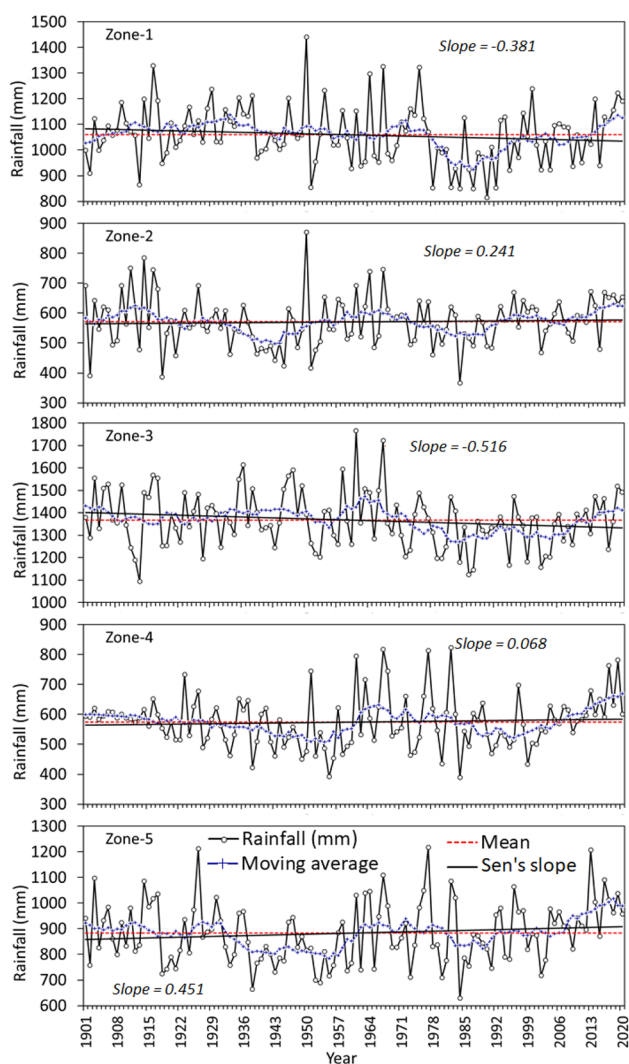 Zone-1
Slope = -0.381
1500
1400
1300
1200
1100
1000
900
800
Rainfall (mm)
Zone-2
Slope = 0.241
900
800
700
600
500
400
300
Rainfall (mm)
Zone-3
Slope = -0.516
1800
1700
1600
1500
1400
1300
1200
1100
1000
Rainfall (mm)
Zone-4
Slope = 0.068
900
800
700
600
500
400
300
Rainfall (mm)
Zone-5
Rainfall (mm)
Mean
Moving average
Sen's slope
Slope = 0.451
1300
1200
1100
1000
900
800
700
600
Rainfall (mm)
1901 1908 1915 1922 1929 1936 1943 1950 1957 1964 1971 1978 1985 1992 1999 2006 2013 2020
Year